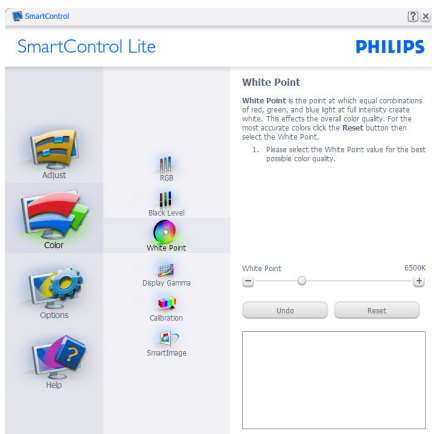 SmartControl
SmartControl Lite
PHILIPS
Adjust
Color
Options
Help
RGB
Black Level
White Point
Display Gamma
Calibration
SmartImage
White Point
White Point is the point at which equal combinations
of red, green, and blue light at full intensity create
white. This effects the overall color quality. For the
most accurate colors click the Reset button then
select the White Point.
1. Please select the White Point value for the best
possible color quality.
White Point 6500K
Undo Reset